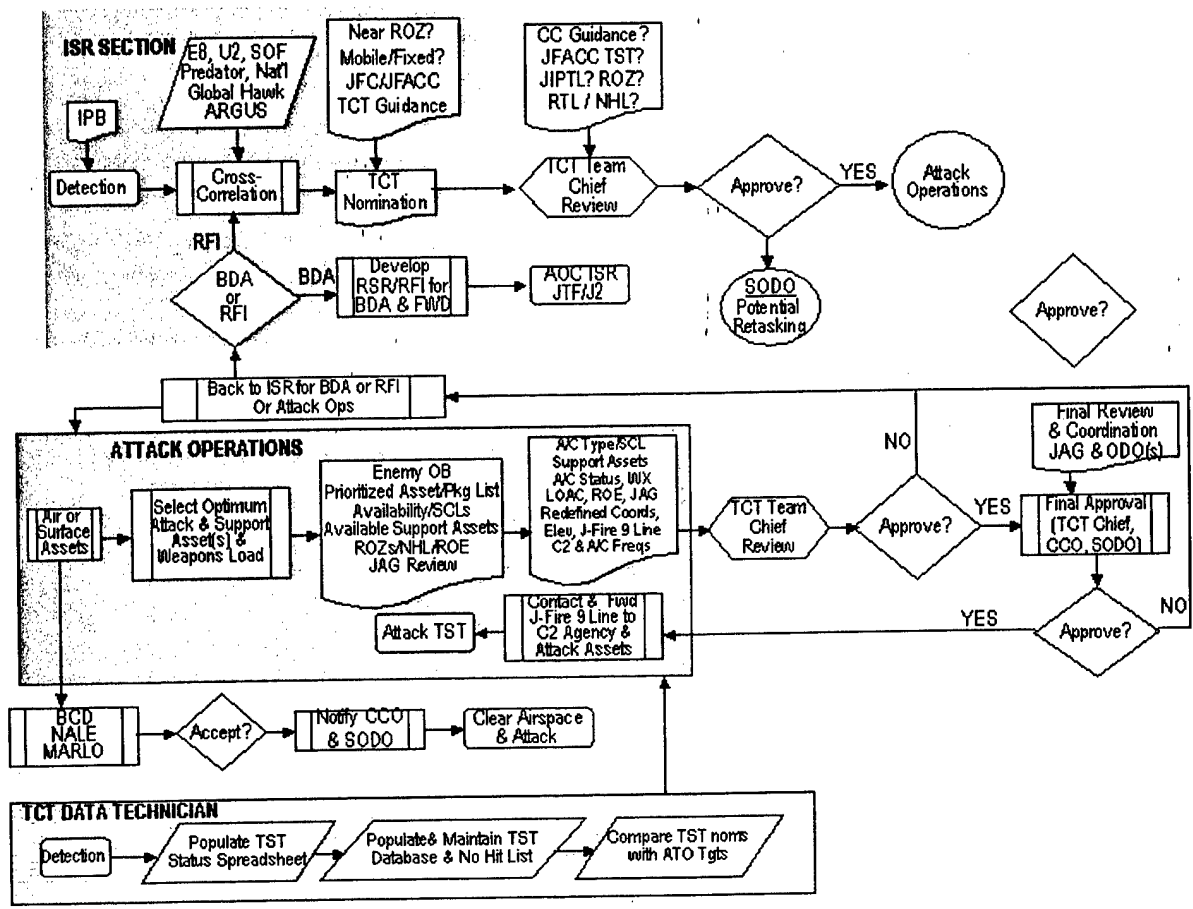 ISR SECTION
E8, U2, SOF
Predator, Nat'l
Global Hawk
ARGUS
Near ROZ?
Mobile/Fixed?
JFC/JFACC
TCT Guidance
CC Guidance?
JFACC TST?
JIPTL? ROZ?
RTL / NHL?
IPB
Detection
Cross-
Correlation
TCT
Nomination
TCT Team
Chief
Review
Approve?
YES
Attack
Operations
RFI
BDA
or
RFI
BDA
Develop
RSR/RFI for
BDA & FWD
AOC ISR
JTF/J2
SODO
Potential
Retasking
Approve?
Back to ISR for BDA or RFI
Or Attack Ops
ATTACK OPERATIONS
Air or
Surface
Assets
Select Optimum
Attack & Support
Asset(s) &
Weapons Load
Enemy OB
Prioritized Asset/Pkg List
Availability/SCLs
Available Support Assets
ROZs/NHL/ROE
JAG Review
A/C Type/SCL
Support Assets
A/C Status, WX
LOAC, ROE, JAG
Redefined Coords,
Elev, J-Fire 9 Line
C2 & A/C Freqs
TCT Team
Chief
Review
NO
Approve?
YES
Final Review
& Coordination
JAG & ODO(s)
Final Approval
(TCT Chief,
CCO, SODO)
Approve?
NO
YES
Contact & Fwd
J-Fire 9 Line to
C2 Agency &
Attack Assets
Attack TST
BCD
NALE
MARLO
Accept?
Notify CCO
& SODO
Clear Airspace
& Attack
TCT DATA TECHNICIAN
Detection
Populate TST
Status Spreadsheet
Populate& Maintain TST
Database & No Hit List
Compare TST noms
with ATO Tgts